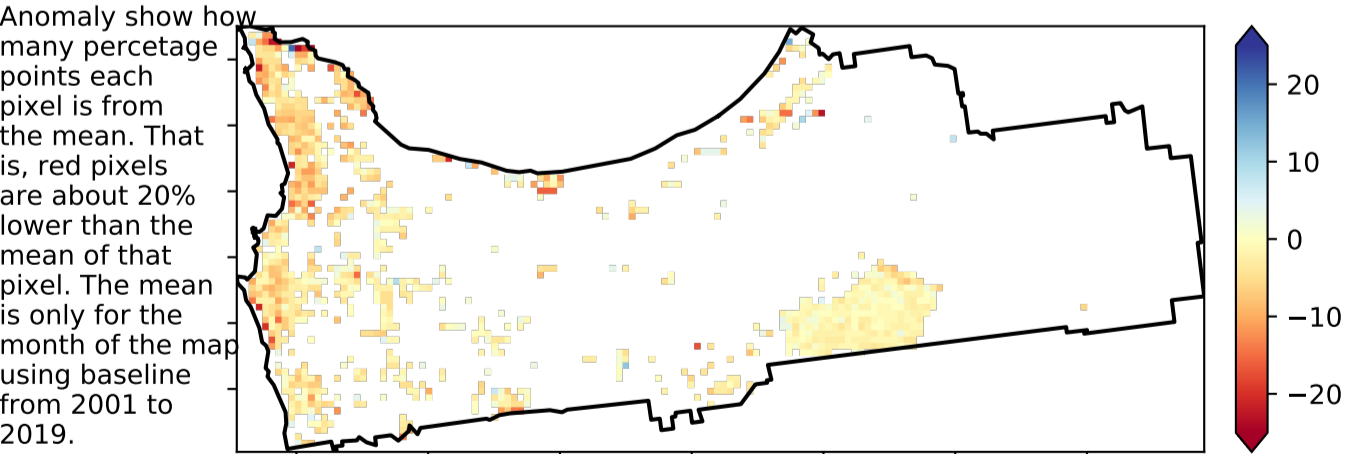 Anomaly show how
many percetage
points each
pixel is from
the mean. That
is, red pixels
are about 20%
lower than the
mean of that
pixel. The mean
is only for the
month of the map
using baseline
from 2001 to
2019.
20
10
0
−10
−20